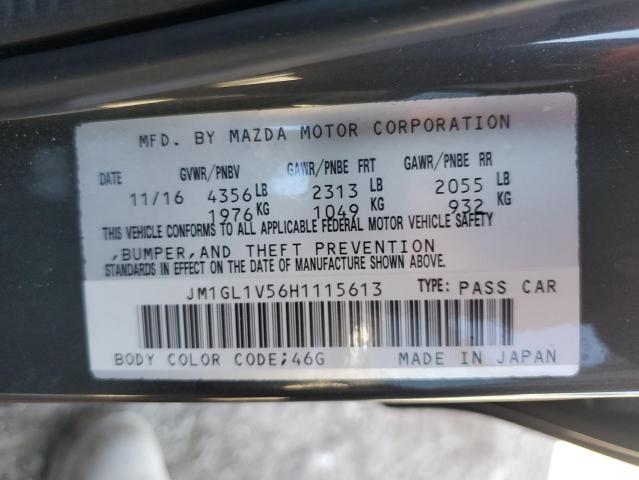 MFD. BY MAZDA MOTOR CORPORATION
DATE GVWR/PNBV GAWR/PNBE FRT GAWR/PNBE RR
11/16 4356 LB 2313 LB 2055 LB
1976 KG 1049 KG 932 KG
THIS VEHICLE CONFORMS TO ALL APPLICABLE FEDERAL MOTOR VEHICLE SAFETY
,BUMPER,AND THEFT PREVENTION
STANDARDS IN EFFECT ON THE DATE OF MANUFACTURE SHOWN ABOVE.
JM1GL1V56H1115613 TYPE: PASS CAR
BODY COLOR CODE;46G MADE IN JAPAN